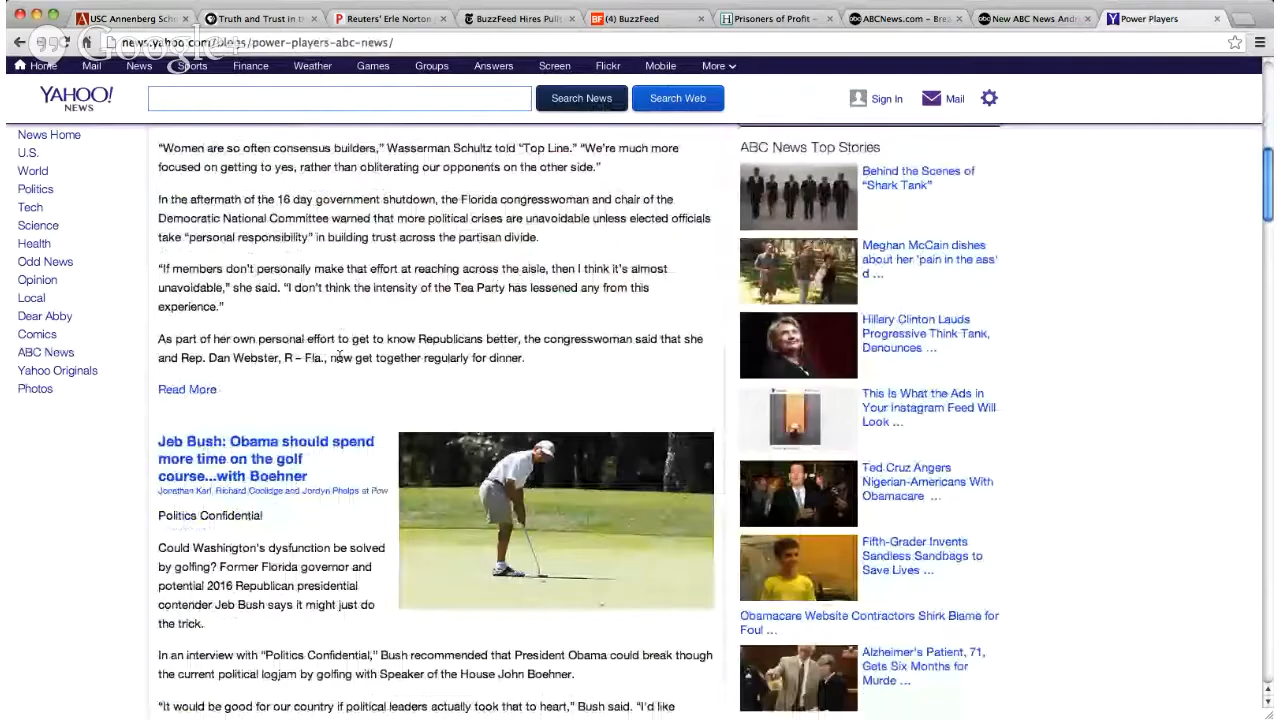 USC Annenberg Sch
Truth and Trust in t
Reuters' Erle Norton
BuzzFeed Hires Puli
(4) BuzzFeed
Prisoners of Profit –
ABCNews.com – Bre
New ABC News And
Power Players
news.yahoo.com/blogs/power-players-abc-news/
Google+
Home Mail News Sports Finance Weather Games Groups Answers Screen Flickr Mobile More
YAHOO!
NEWS
Search News
Search Web
Sign In
Mail
News Home
U.S.
World
Politics
Tech
Science
Health
Odd News
Opinion
Local
Dear Abby
Comics
ABC News
Yahoo Originals
Photos
“Women are so often consensus builders,” Wasserman Schultz told “Top Line.” “We’re much more
focused on getting to yes, rather than obliterating our opponents on the other side.”
In the aftermath of the 16 day government shutdown, the Florida congresswoman and chair of the
Democratic National Committee warned that more political crises are unavoidable unless elected officials
take “personal responsibility” in building trust across the partisan divide.
“If members don’t personally make that effort at reaching across the aisle, then I think it’s almost
unavoidable,” she said. “I don’t think the intensity of the Tea Party has lessened any from this
experience.”
As part of her own personal effort to get to know Republicans better, the congresswoman said that she
and Rep. Dan Webster, R – Fla., now get together regularly for dinner.
Read More
Jeb Bush: Obama should spend
more time on the golf
course...with Boehner
Jonathan Karl, Richard Coolidge and Jordyn Phelps at Pow
Politics Confidential
Could Washington’s dysfunction be solved
by golfing? Former Florida governor and
potential 2016 Republican presidential
contender Jeb Bush says it might just do
the trick.
In an interview with “Politics Confidential,” Bush recommended that President Obama could break though
the current political logjam by golfing with Speaker of the House John Boehner.
“It would be good for our country if political leaders actually took that to heart,” Bush said. “I’d like
ABC News Top Stories
Behind the Scenes of
“Shark Tank”
Meghan McCain dishes
about her ‘pain in the ass’
d ...
Hillary Clinton Lauds
Progressive Think Tank,
Denounces ...
This Is What the Ads in
Your Instagram Feed Will
Look ...
Ted Cruz Angers
Nigerian-Americans With
Obamacare ...
Fifth-Grader Invents
Sandless Sandbags to
Save Lives ...
Obamacare Website Contractors Shirk Blame for
Foul ...
Alzheimer’s Patient, 71,
Gets Six Months for
Murde ...